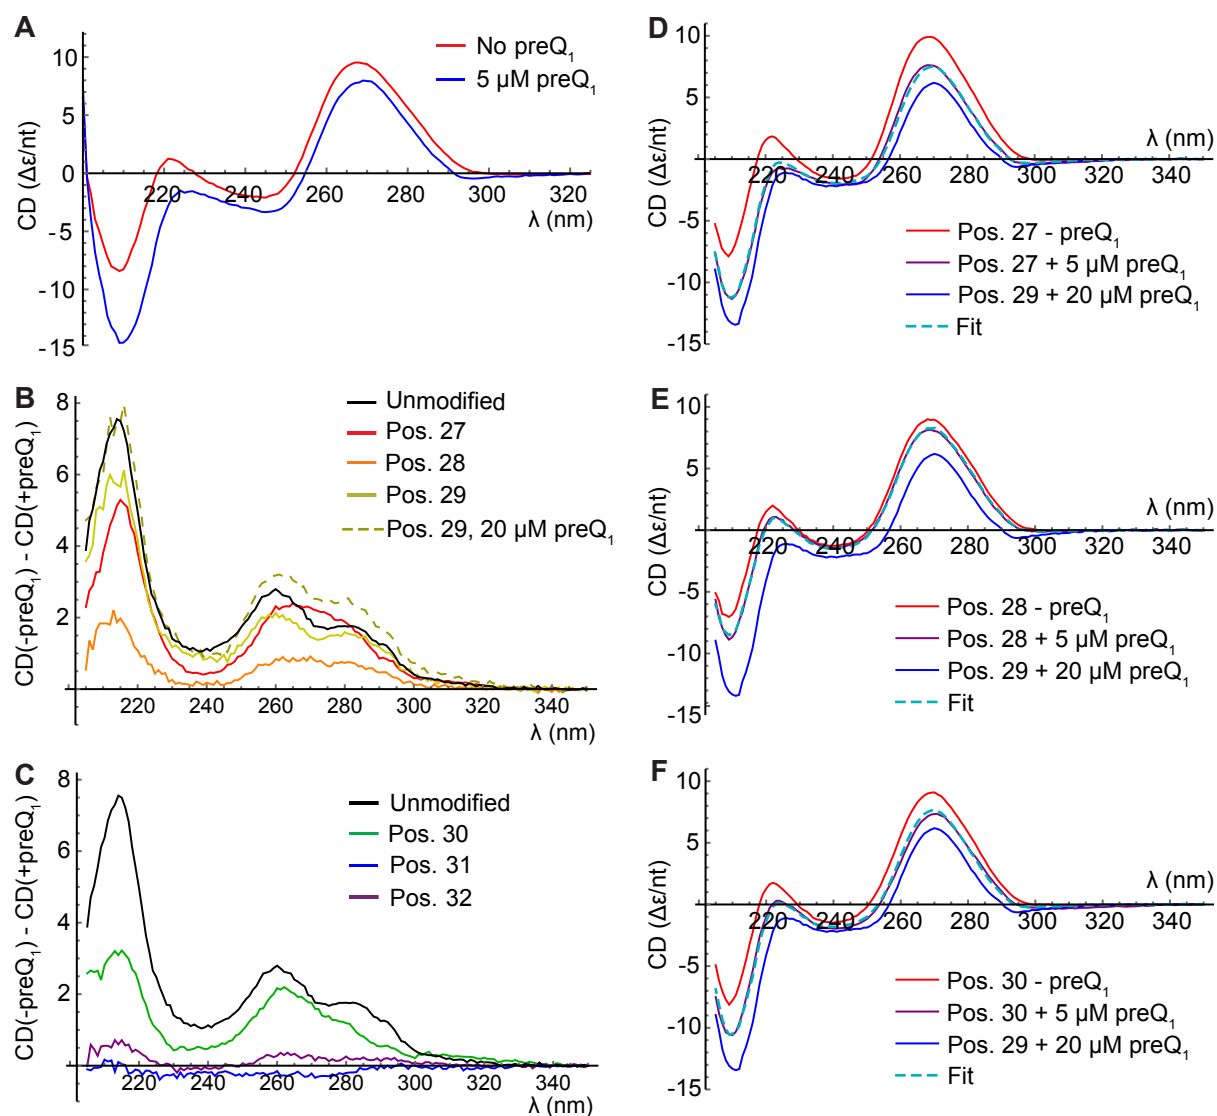 A
CD (Δε/nt)
10
5
0
-5
-10
-15
220
240
260
280
300
320
λ (nm)
No preQ1
5 µM preQ1
B
CD(-preQ1) - CD(+preQ1)
8
6
4
2
220
240
260
280
300
320
340
λ (nm)
Unmodified
Pos. 27
Pos. 28
Pos. 29
Pos. 29, 20 µM preQ1
C
CD(-preQ1) - CD(+preQ1)
8
6
4
2
220
240
260
280
300
320
340
λ (nm)
Unmodified
Pos. 30
Pos. 31
Pos. 32
D
CD (Δε/nt)
10
5
-5
-10
-15
220
240
260
280
300
320
340
λ (nm)
Pos. 27 - preQ1
Pos. 27 + 5 µM preQ1
Pos. 29 + 20 µM preQ1
Fit
E
CD (Δε/nt)
10
5
-5
-10
-15
220
240
260
280
300
320
340
λ (nm)
Pos. 28 - preQ1
Pos. 28 + 5 µM preQ1
Pos. 29 + 20 µM preQ1
Fit
F
CD (Δε/nt)
10
5
-5
-10
-15
220
240
260
280
300
320
340
λ (nm)
Pos. 30 - preQ1
Pos. 30 + 5 µM preQ1
Pos. 29 + 20 µM preQ1
Fit